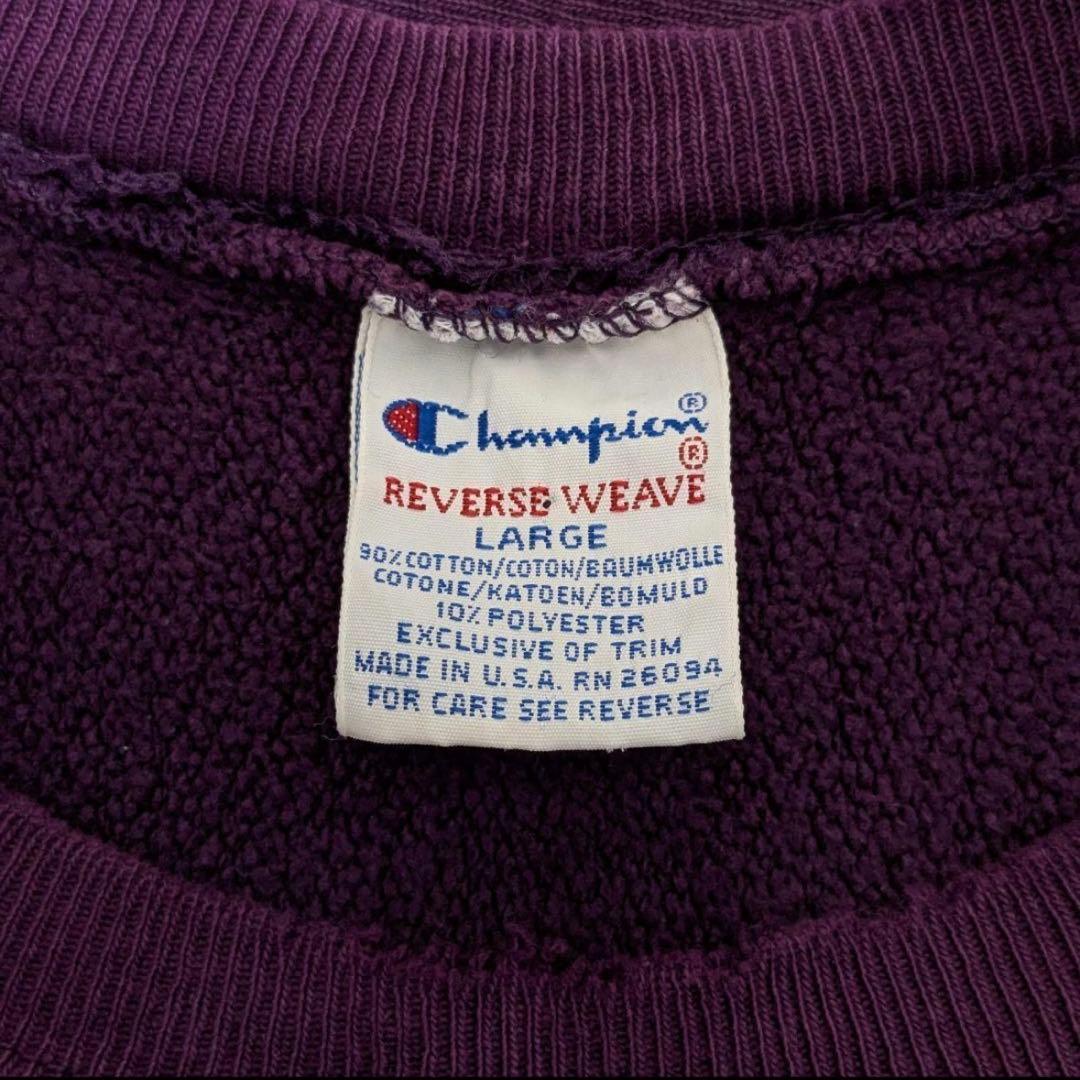 Champion®
REVERSE WEAVE®
LARGE
90% COTTON/COTON/BAUMWOLLE
COTONE/KATOEN/BOMULD
10% POLYESTER
EXCLUSIVE OF TRIM
MADE IN U.S.A. RN 26094
FOR CARE SEE REVERSE